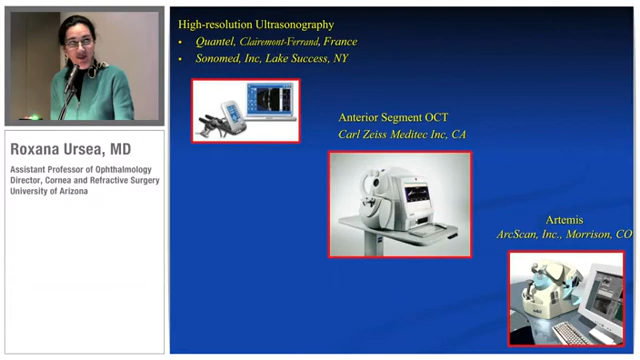 High-resolution Ultrasonography
• Quantel, Clairemont-Ferrand, France
• Sonomed, Inc, Lake Success, NY
Anterior Segment OCT
Carl Zeiss Meditec Inc, CA
Artemis
ArcScan, Inc., Morrison, CO
Roxana Ursea, MD
Assistant Professor of Ophthalmology
Director, Cornea and Refractive Surgery
University of Arizona